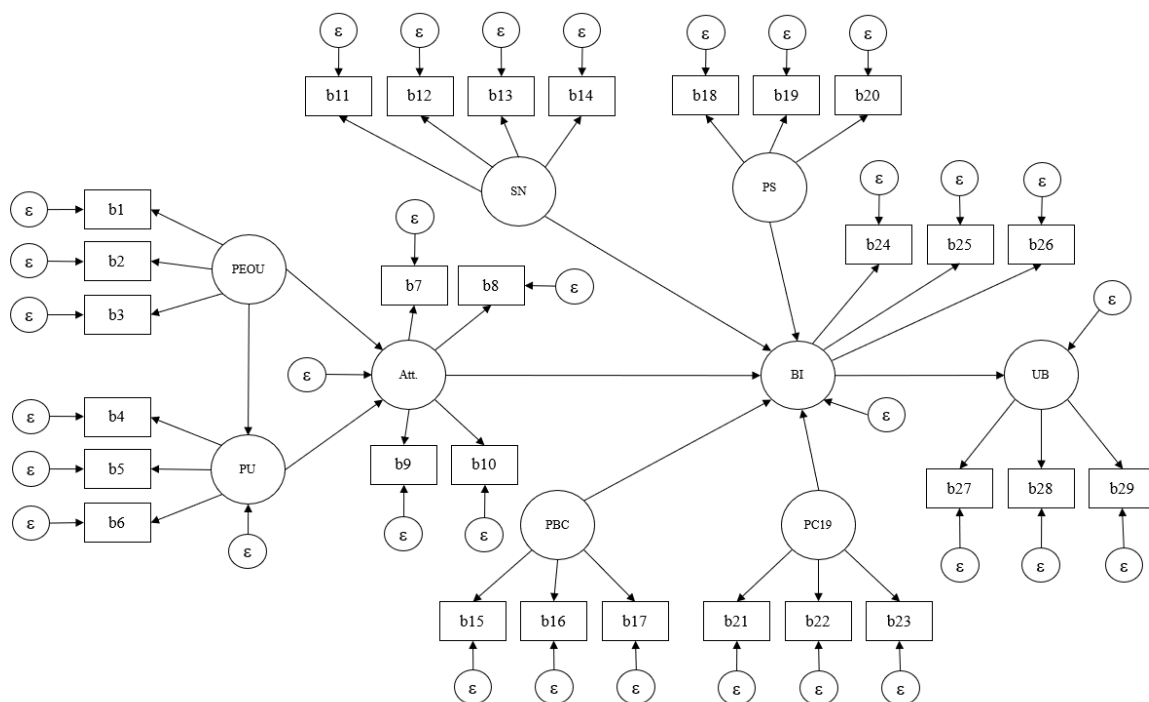 ε ε ε ε ε ε ε
b11 b12 b13 b14 b18 b19 b20
SN PS
ε ε ε
b24 b25 b26
ε b1
ε b2
ε b3
PEOU
ε
b7 b8 ε
ε
ε Att. BI UB
ε
ε b4
ε b5
ε b6
PU
ε
b9 b10
ε ε
b27 b28 b29
ε ε ε
PBC PC19
b15 b16 b17 b21 b22 b23
ε ε ε ε ε ε